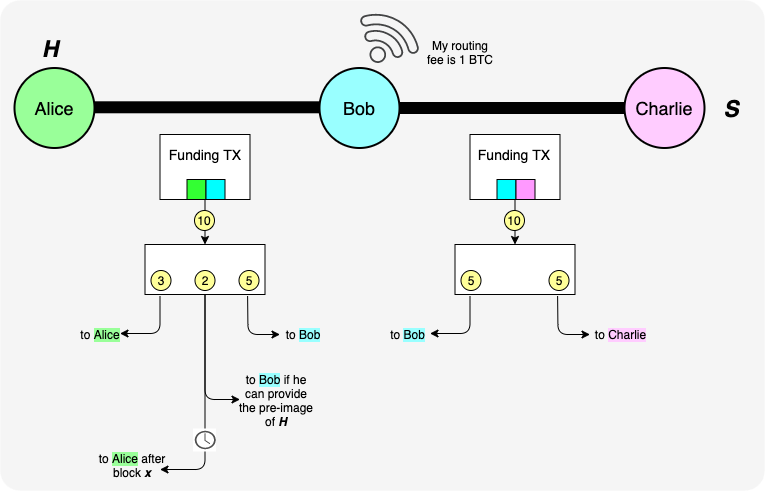 H
My routing
fee is 1 BTC
Alice
Bob
Charlie
S
Funding TX
Funding TX
10
10
3
2
5
5
5
to Alice
to Bob
to Bob
to Charlie
to Bob if he
can provide
the pre-image
of H
to Alice after
block x